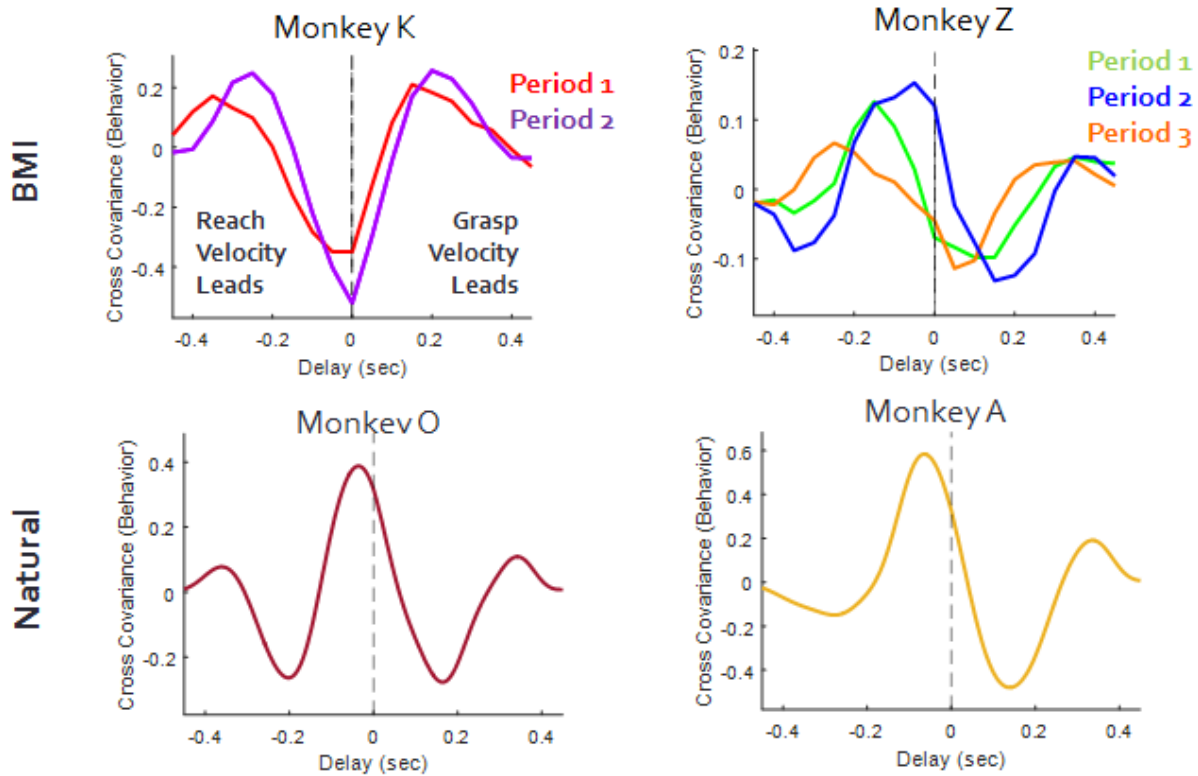 BMI
Monkey K
Cross Covariance (Behavior)
0.2
0
-0.2
-0.4
Period 1
Period 2
Reach
Velocity
Leads
Grasp
Velocity
Leads
-0.4 -0.2 0 0.2 0.4
Delay (sec)
Monkey Z
Cross Covariance (Behavior)
0.2
0.1
0
-0.1
Period 1
Period 2
Period 3
-0.4 -0.2 0 0.2 0.4
Delay (sec)
Natural
Monkev O
Cross Covariance (Behavior)
0.4
0.2
0
-0.2
-0.4 -0.2 0 0.2 0.4
Delay (sec)
Monkey A
Cross Covariance (Behavior)
0.6
0.4
0.2
0
-0.2
-0.4
-0.4 -0.2 0 0.2 0.4
Delay (sec)